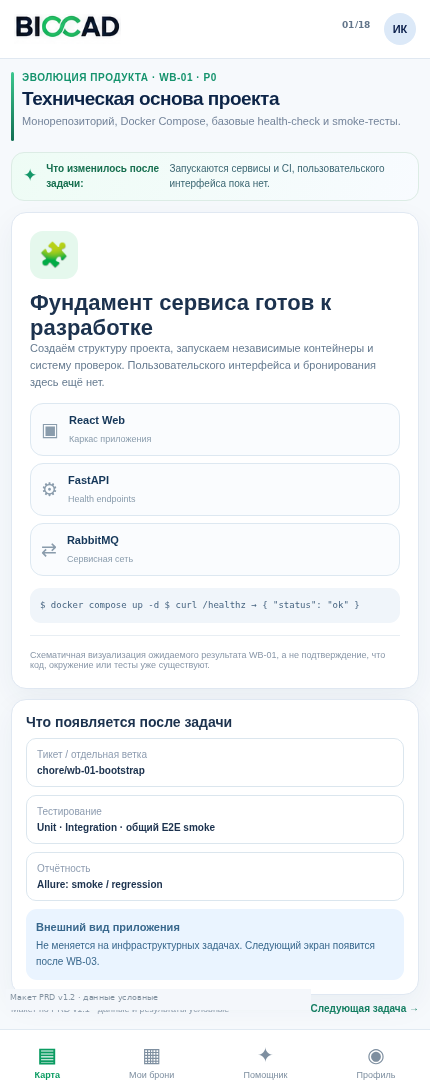 BIOCAD
01/18
ИК
ЭВОЛЮЦИЯ ПРОДУКТА · WB-01 · P0
Техническая основа проекта
Монорепозиторий, Docker Compose, базовые health-check и smoke-тесты.
Что изменилось после задачи:
Запускаются сервисы и CI, пользовательского
интерфейса пока нет.
Фундамент сервиса готов к
разработке
Создаём структуру проекта, запускаем независимые контейнеры и
систему проверок. Пользовательского интерфейса и бронирования
здесь ещё нет.
React Web
Каркас приложения
FastAPI
Health endpoints
RabbitMQ
Сервисная сеть
$ docker compose up -d $ curl /healthz → { "status": "ok" }
Схематичная визуализация ожидаемого результата WB-01, а не подтверждение, что
код, окружение или тесты уже существуют.
Что появляется после задачи
Тикет / отдельная ветка
chore/wb-01-bootstrap
Тестирование
Unit · Integration · общий E2E smoke
Отчётность
Allure: smoke / regression
Внешний вид приложения
Не меняется на инфраструктурных задачах. Следующий экран появится
после WB-03.
Макет PRD v1.2 · данные условные
Следующая задача →
Карта
Мои брони
Помощник
Профиль